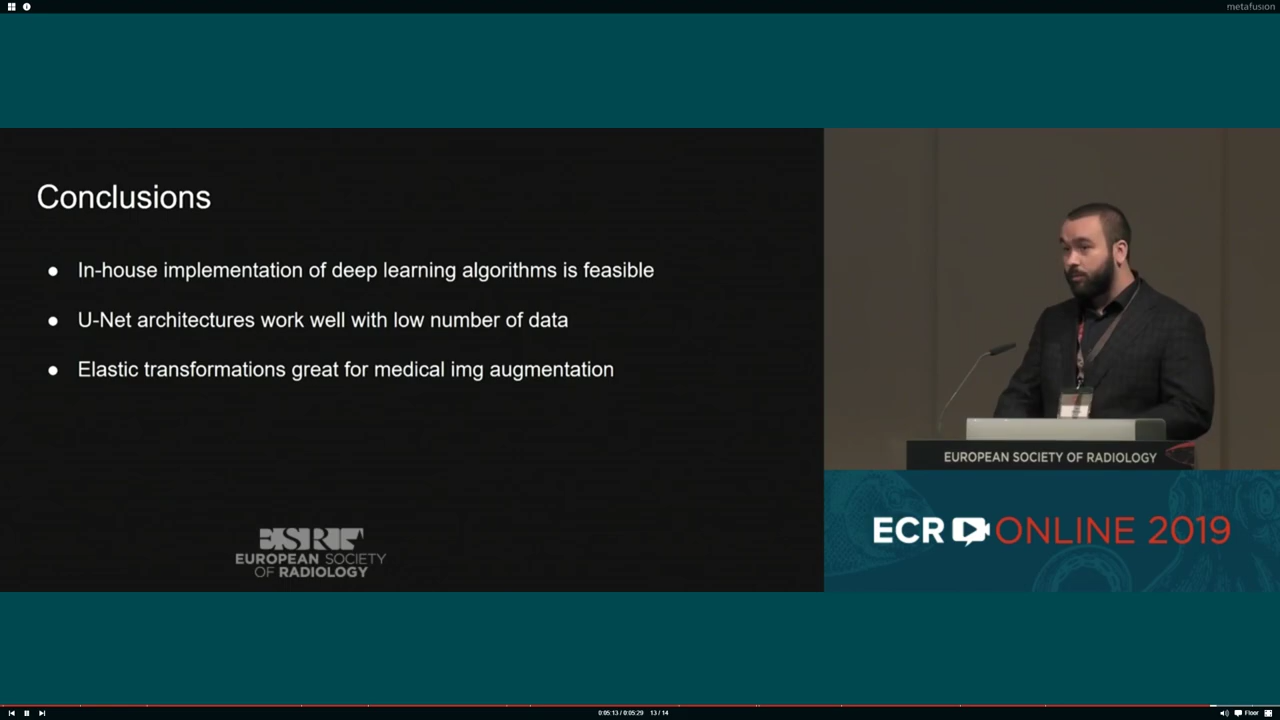 metafusion
Conclusions
● In-house implementation of deep learning algorithms is feasible
● U-Net architectures work well with low number of data
● Elastic transformations great for medical img augmentation
ESR
EUROPEAN SOCIETY
OF RADIOLOGY
EUROPEAN SOCIETY OF RADIOLOGY
ECR ONLINE 2019
0:05:13 / 0:05:29 13 / 14
Floor